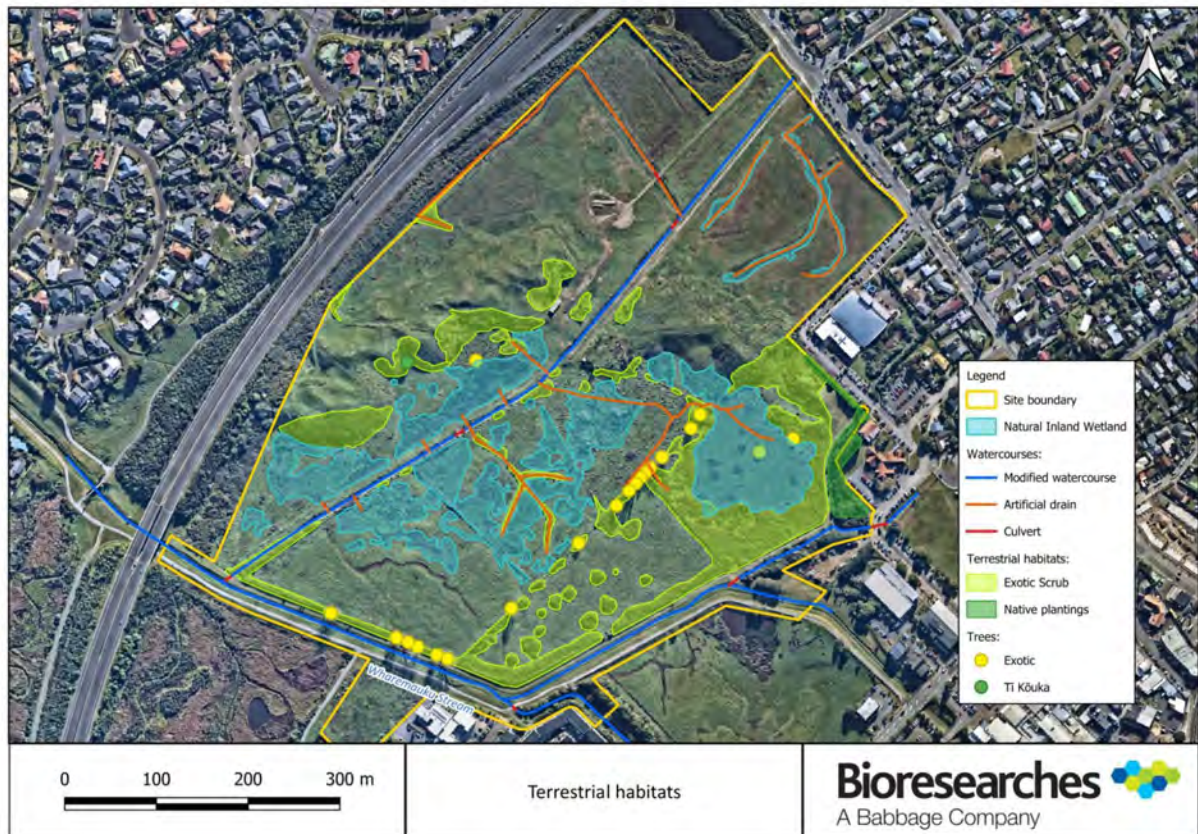 Legend
Site boundary
Natural Inland Wetland
Watercourses:
Modified watercourse
Artificial drain
Culvert
Terrestrial habitats:
Exotic Scrub
Native plantings
Trees:
Exotic
Ti Kōuka
Wharemauku Stream
0 100 200 300 m
Terrestrial habitats
Bioresearches
A Babbage Company